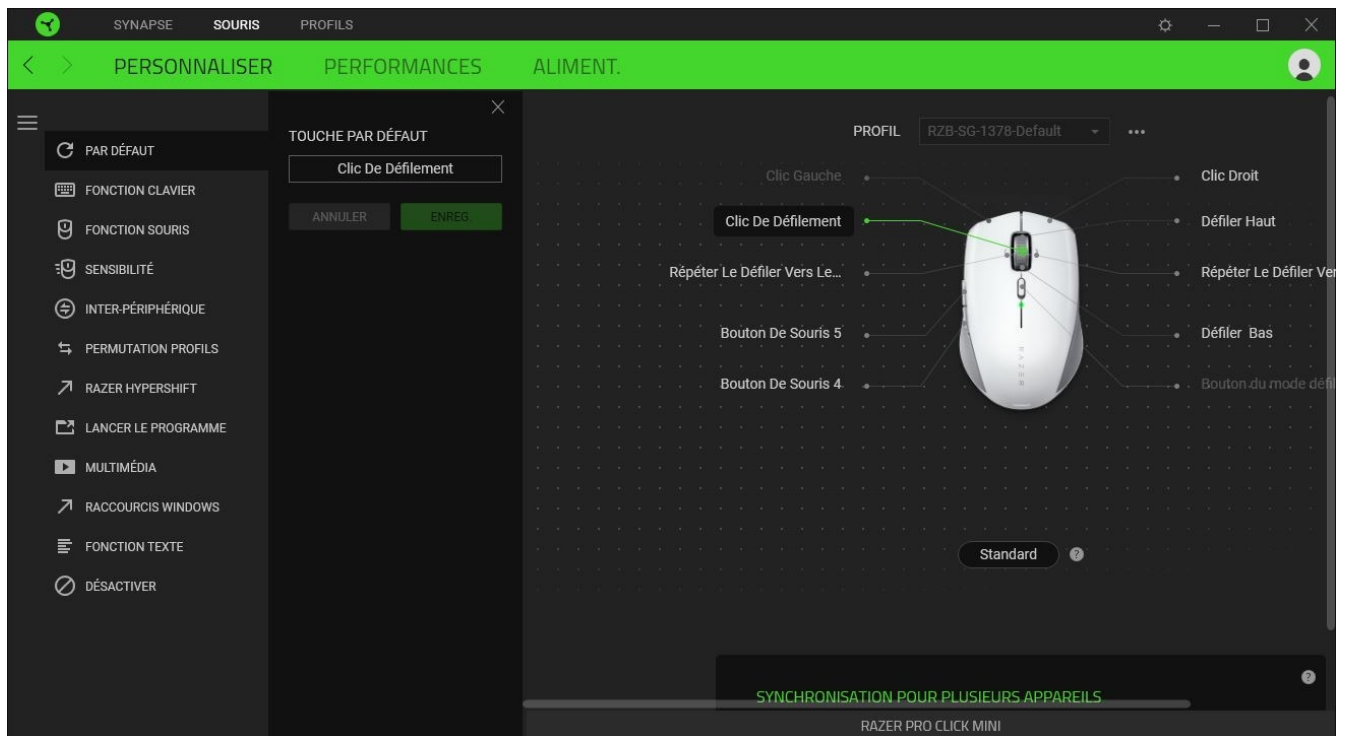 SYNAPSE SOURIS PROFILS
PERSONNALISER PERFORMANCES ALIMENT.
PAR DÉFAUT
FONCTION CLAVIER
FONCTION SOURIS
SENSIBILITÉ
INTER-PÉRIPHÉRIQUE
PERMUTATION PROFILS
RAZER HYPERSHIFT
LANCER LE PROGRAMME
MULTIMÉDIA
RACCOURCIS WINDOWS
FONCTION TEXTE
DÉSACTIVER
TOUCHE PAR DÉFAUT
Clic De Défilement
ANNULER ENREG
PROFIL RZB-SG-1378-Default
Clic Gauche
Clic De Défilement
Répéter Le Défiler Vers Le...
Bouton De Souris 5
Bouton De Souris 4
Clic Droit
Défiler Haut
Répéter Le Défiler Ver
Défiler Bas
Bouton du mode défil
RAZER
Standard ?
?
SYNCHRONISATION POUR PLUSIEURS APPAREILS
RAZER PRO CLICK MINI